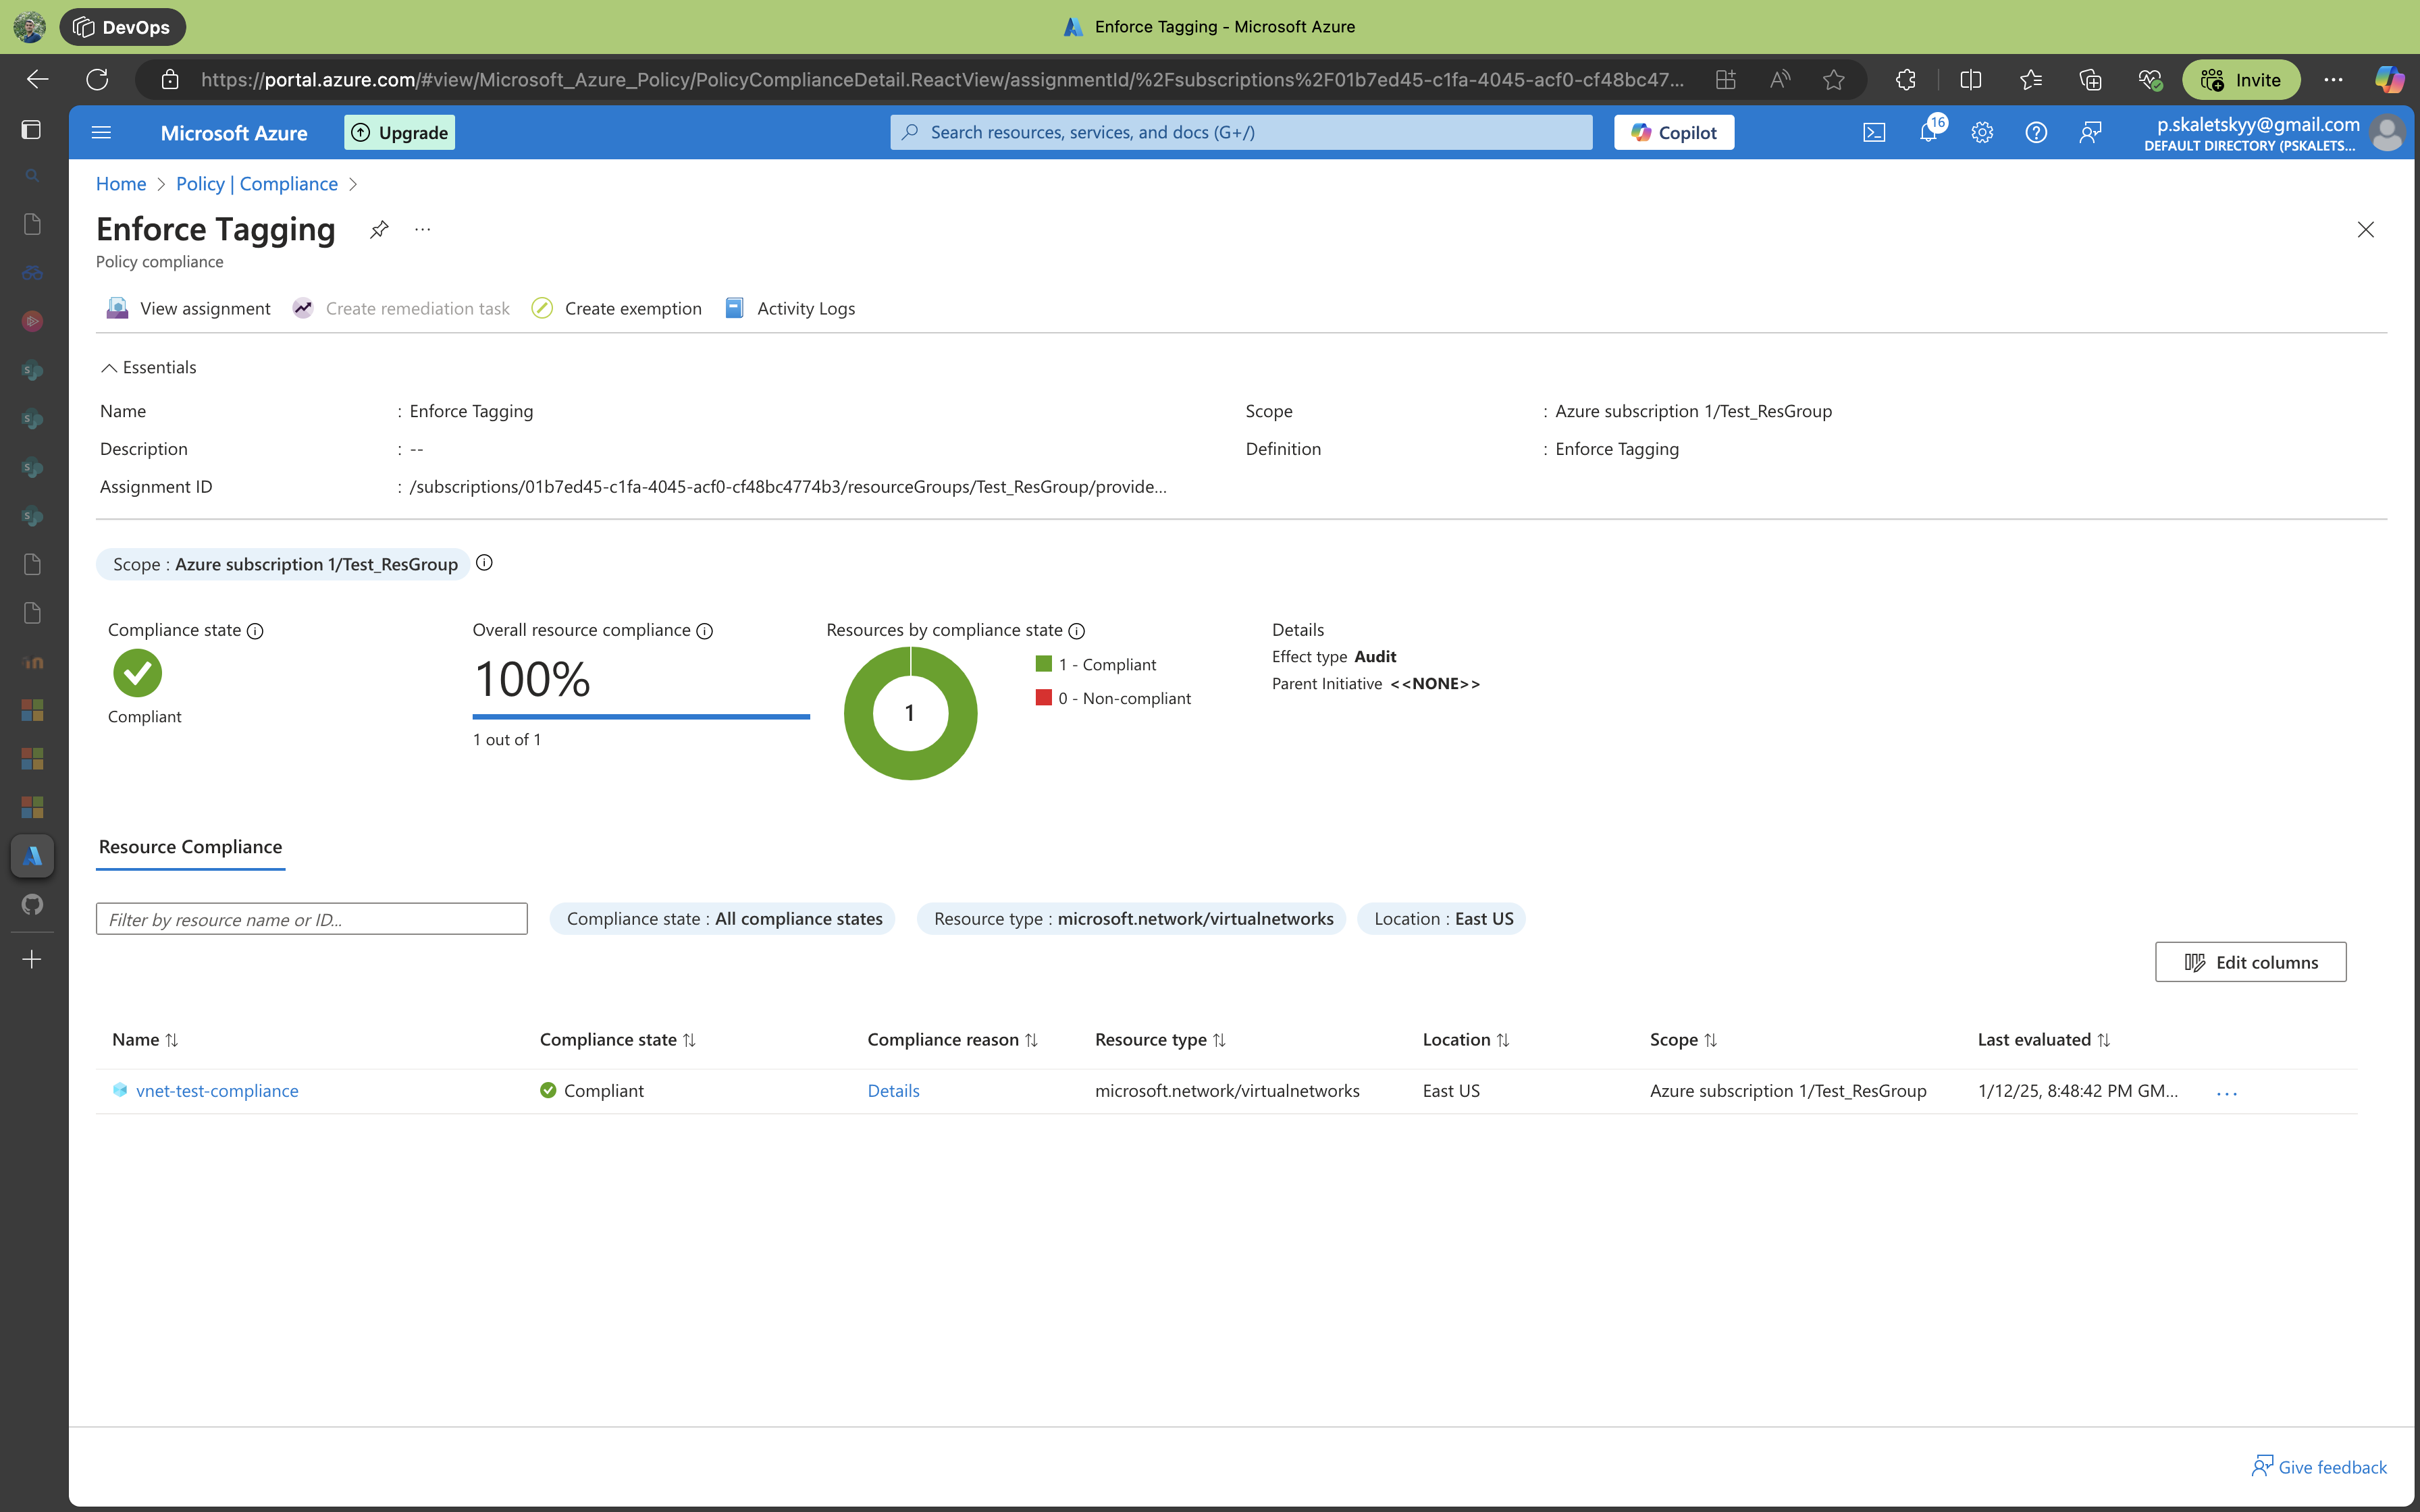 DevOps
Enforce Tagging - Microsoft Azure
https://portal.azure.com/#view/Microsoft_Azure_Policy/PolicyComplianceDetail.ReactView/assignmentId/%2Fsubscriptions%2F01b7ed45-c1fa-4045-acf0-cf48bc47...
Invite
Microsoft Azure
Upgrade
Search resources, services, and docs (G+/)
Copilot
16
p.skaletskyy@gmail.com
DEFAULT DIRECTORY (PSKALETS...
Home > Policy | Compliance >
Enforce Tagging
...
Policy compliance
View assignment
Create remediation task
Create exemption
Activity Logs
Essentials
Name : Enforce Tagging
Scope : Azure subscription 1/Test_ResGroup
Description : --
Definition : Enforce Tagging
Assignment ID : /subscriptions/01b7ed45-c1fa-4045-acf0-cf48bc4774b3/resourceGroups/Test_ResGroup/provide...
Scope : Azure subscription 1/Test_ResGroup
Compliance state
Compliant
Overall resource compliance
100%
1 out of 1
Resources by compliance state
1
1 - Compliant
0 - Non-compliant
Details
Effect type Audit
Parent Initiative <<NONE>>
Resource Compliance
Filter by resource name or ID...
Compliance state : All compliance states
Resource type : microsoft.network/virtualnetworks
Location : East US
Edit columns
Name Compliance state Compliance reason Resource type Location Scope Last evaluated
vnet-test-compliance Compliant Details microsoft.network/virtualnetworks East US Azure subscription 1/Test_ResGroup 1/12/25, 8:48:42 PM GM... ...
Give feedback